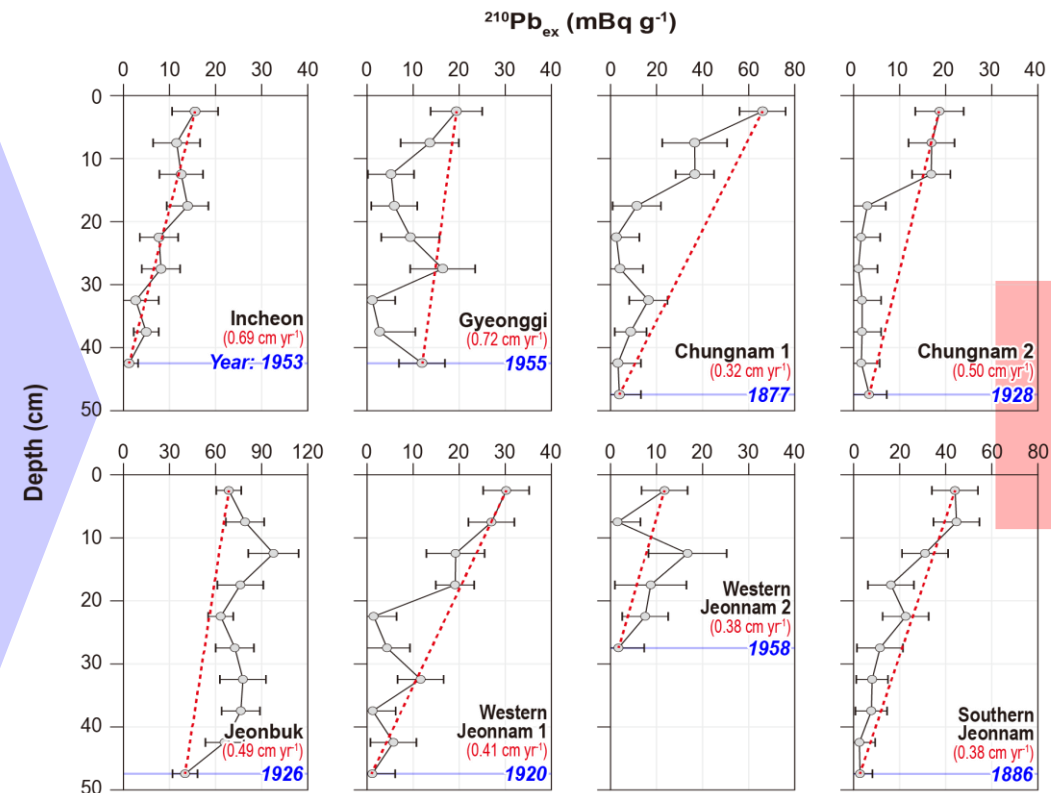 ²¹⁰Pbₑₓ (mBq g⁻¹)
0 10 20 30 40
0 10 20 30 40
0 20 40 60 80
0 10 20 30 40
0
10
20
30
40
50
Incheon
(0.69 cm yr⁻¹)
Year: 1953
Gyeonggi
(0.72 cm yr⁻¹)
1955
Chungnam 1
(0.32 cm yr⁻¹)
1877
Chungnam 2
(0.50 cm yr⁻¹)
1928
Depth (cm)
0 30 60 90 120
0 10 20 30 40
0 10 20 30 40
0 20 40 60 80
0
10
20
30
40
50
Jeonbuk
(0.49 cm yr⁻¹)
1926
Western
Jeonnam 1
(0.41 cm yr⁻¹)
1920
Western
Jeonnam 2
(0.38 cm yr⁻¹)
1958
Southern
Jeonnam
(0.38 cm yr⁻¹)
1886